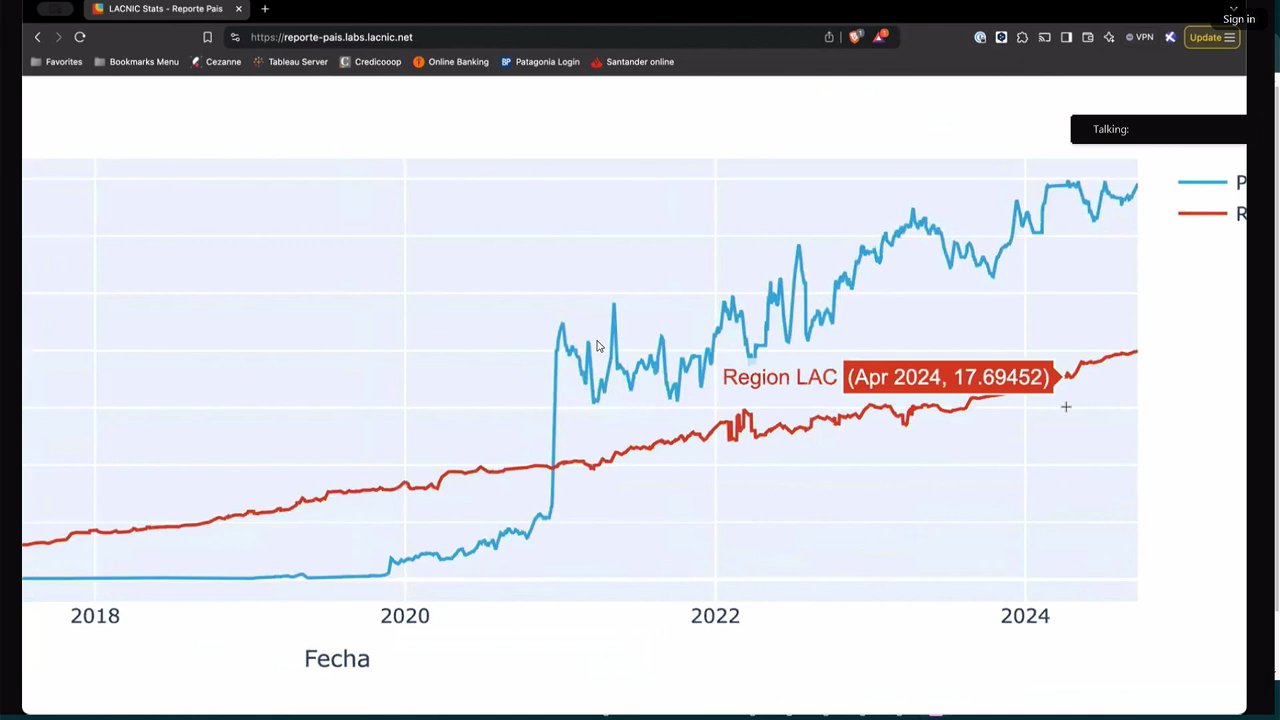 LACNIC Stats - Reporte Pais
Sign in
https://reporte-pais.labs.lacnic.net
VPN
Update
Favorites
Bookmarks Menu
Cezanne
Tableau Server
Credicoop
Online Banking
BP Patagonia Login
Santander online
Talking:
P
R
Region LAC (Apr 2024, 17.69452)
2018
2020
2022
2024
Fecha